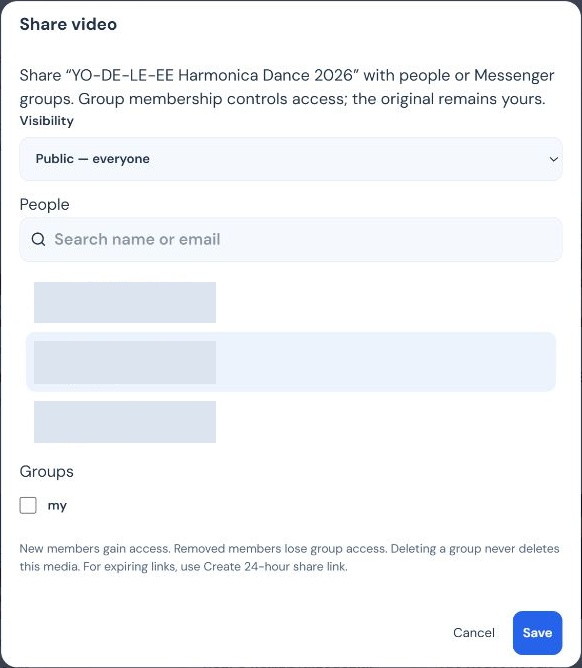 Share video
Share “YO-DE-LE-EE Harmonica Dance 2026” with people or Messenger
groups. Group membership controls access; the original remains yours.
Visibility
Public — everyone
People
Search name or email
Groups
my
New members gain access. Removed members lose group access. Deleting a group never deletes
this media. For expiring links, use Create 24-hour share link.
Cancel
Save